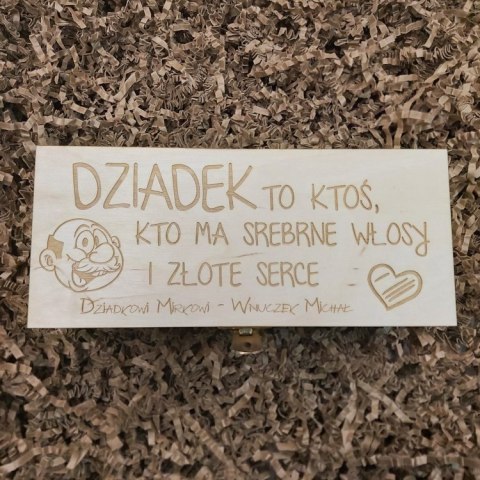 DZIADEK TO KTOŚ,
KTO MA SREBRNE WŁOSY
I ZŁOTE SERCE
DZIADKOWI MIRKOWI - WNUCZEK MICHAŁ